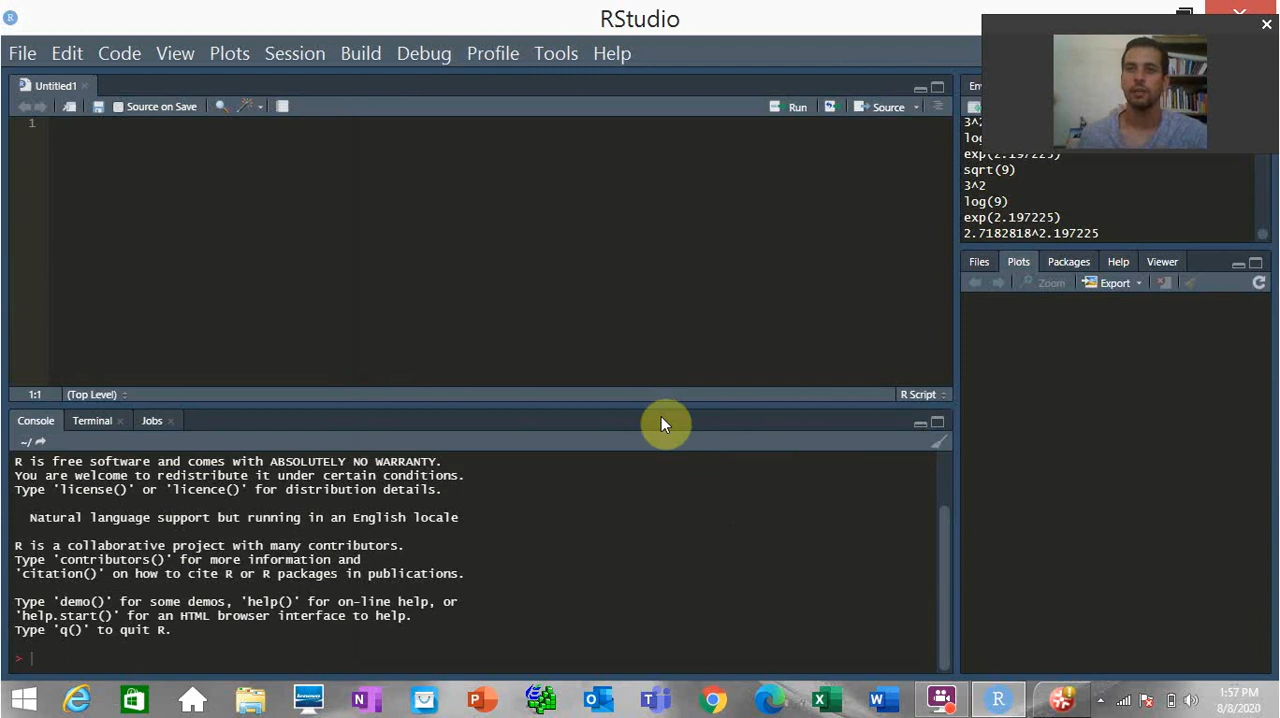 RStudio
File Edit Code View Plots Session Build Debug Profile Tools Help
Untitled1
Source on Save Run Source
1
1:1 (Top Level) R Script
Console Terminal Jobs
~/
R is free software and comes with ABSOLUTELY NO WARRANTY.
You are welcome to redistribute it under certain conditions.
Type 'license()' or 'licence()' for distribution details.
Natural language support but running in an English locale
R is a collaborative project with many contributors.
Type 'contributors()' for more information and
'citation()' on how to cite R or R packages in publications.
Type 'demo()' for some demos, 'help()' for on-line help, or
'help.start()' for an HTML browser interface to help.
Type 'q()' to quit R.
>
3^2
exp(2.197225)
sqrt(9)
3^2
log(9)
exp(2.197225)
2.7182818^2.197225
Files Plots Packages Help Viewer
Zoom Export
1:57 PM
8/8/2020